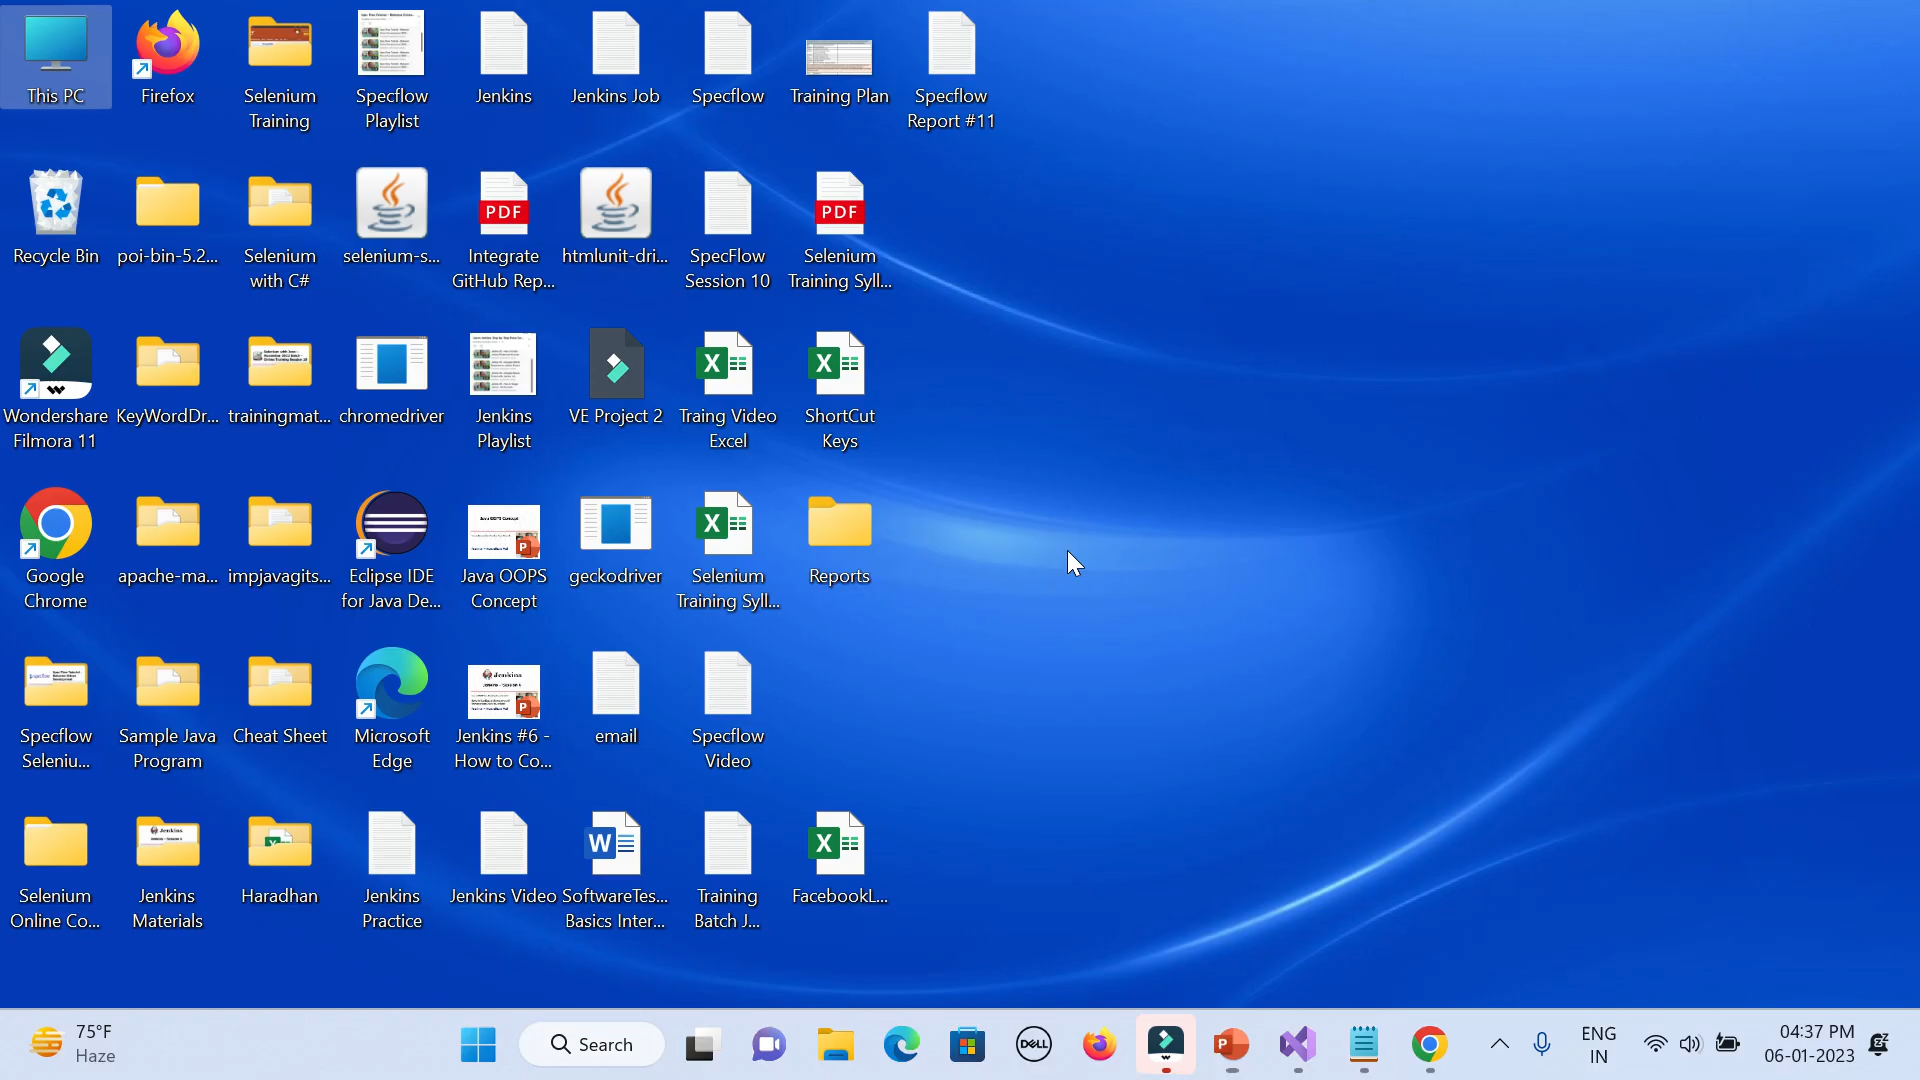 This PC
Firefox
Selenium
Training
Specflow
Playlist
Jenkins
Jenkins Job
Specflow
Training Plan
Specflow
Report #11
Recycle Bin
poi-bin-5.2...
Selenium
with C#
selenium-s...
PDF
Integrate
GitHub Rep...
htmlunit-dri...
SpecFlow
Session 10
PDF
Selenium
Training Syll...
Wondershare
Filmora 11
KeyWordDr...
trainingmat...
chromedriver
Jenkins
Playlist
VE Project 2
Traing Video
Excel
ShortCut
Keys
Google
Chrome
apache-ma...
impjavagits...
Eclipse IDE
for Java De...
Java OOPS
Concept
geckodriver
Selenium
Training Syll...
Reports
Specflow
Seleniu...
Sample Java
Program
Cheat Sheet
Microsoft
Edge
Jenkins #6 -
How to Co...
email
Specflow
Video
Selenium
Online Co...
Jenkins
Materials
Haradhan
Jenkins
Practice
Jenkins Video
SoftwareTes...
Basics Inter...
Training
Batch J...
FacebookL...
75°F
Haze
Search
DELL
ENG
IN
04:37 PM
06-01-2023